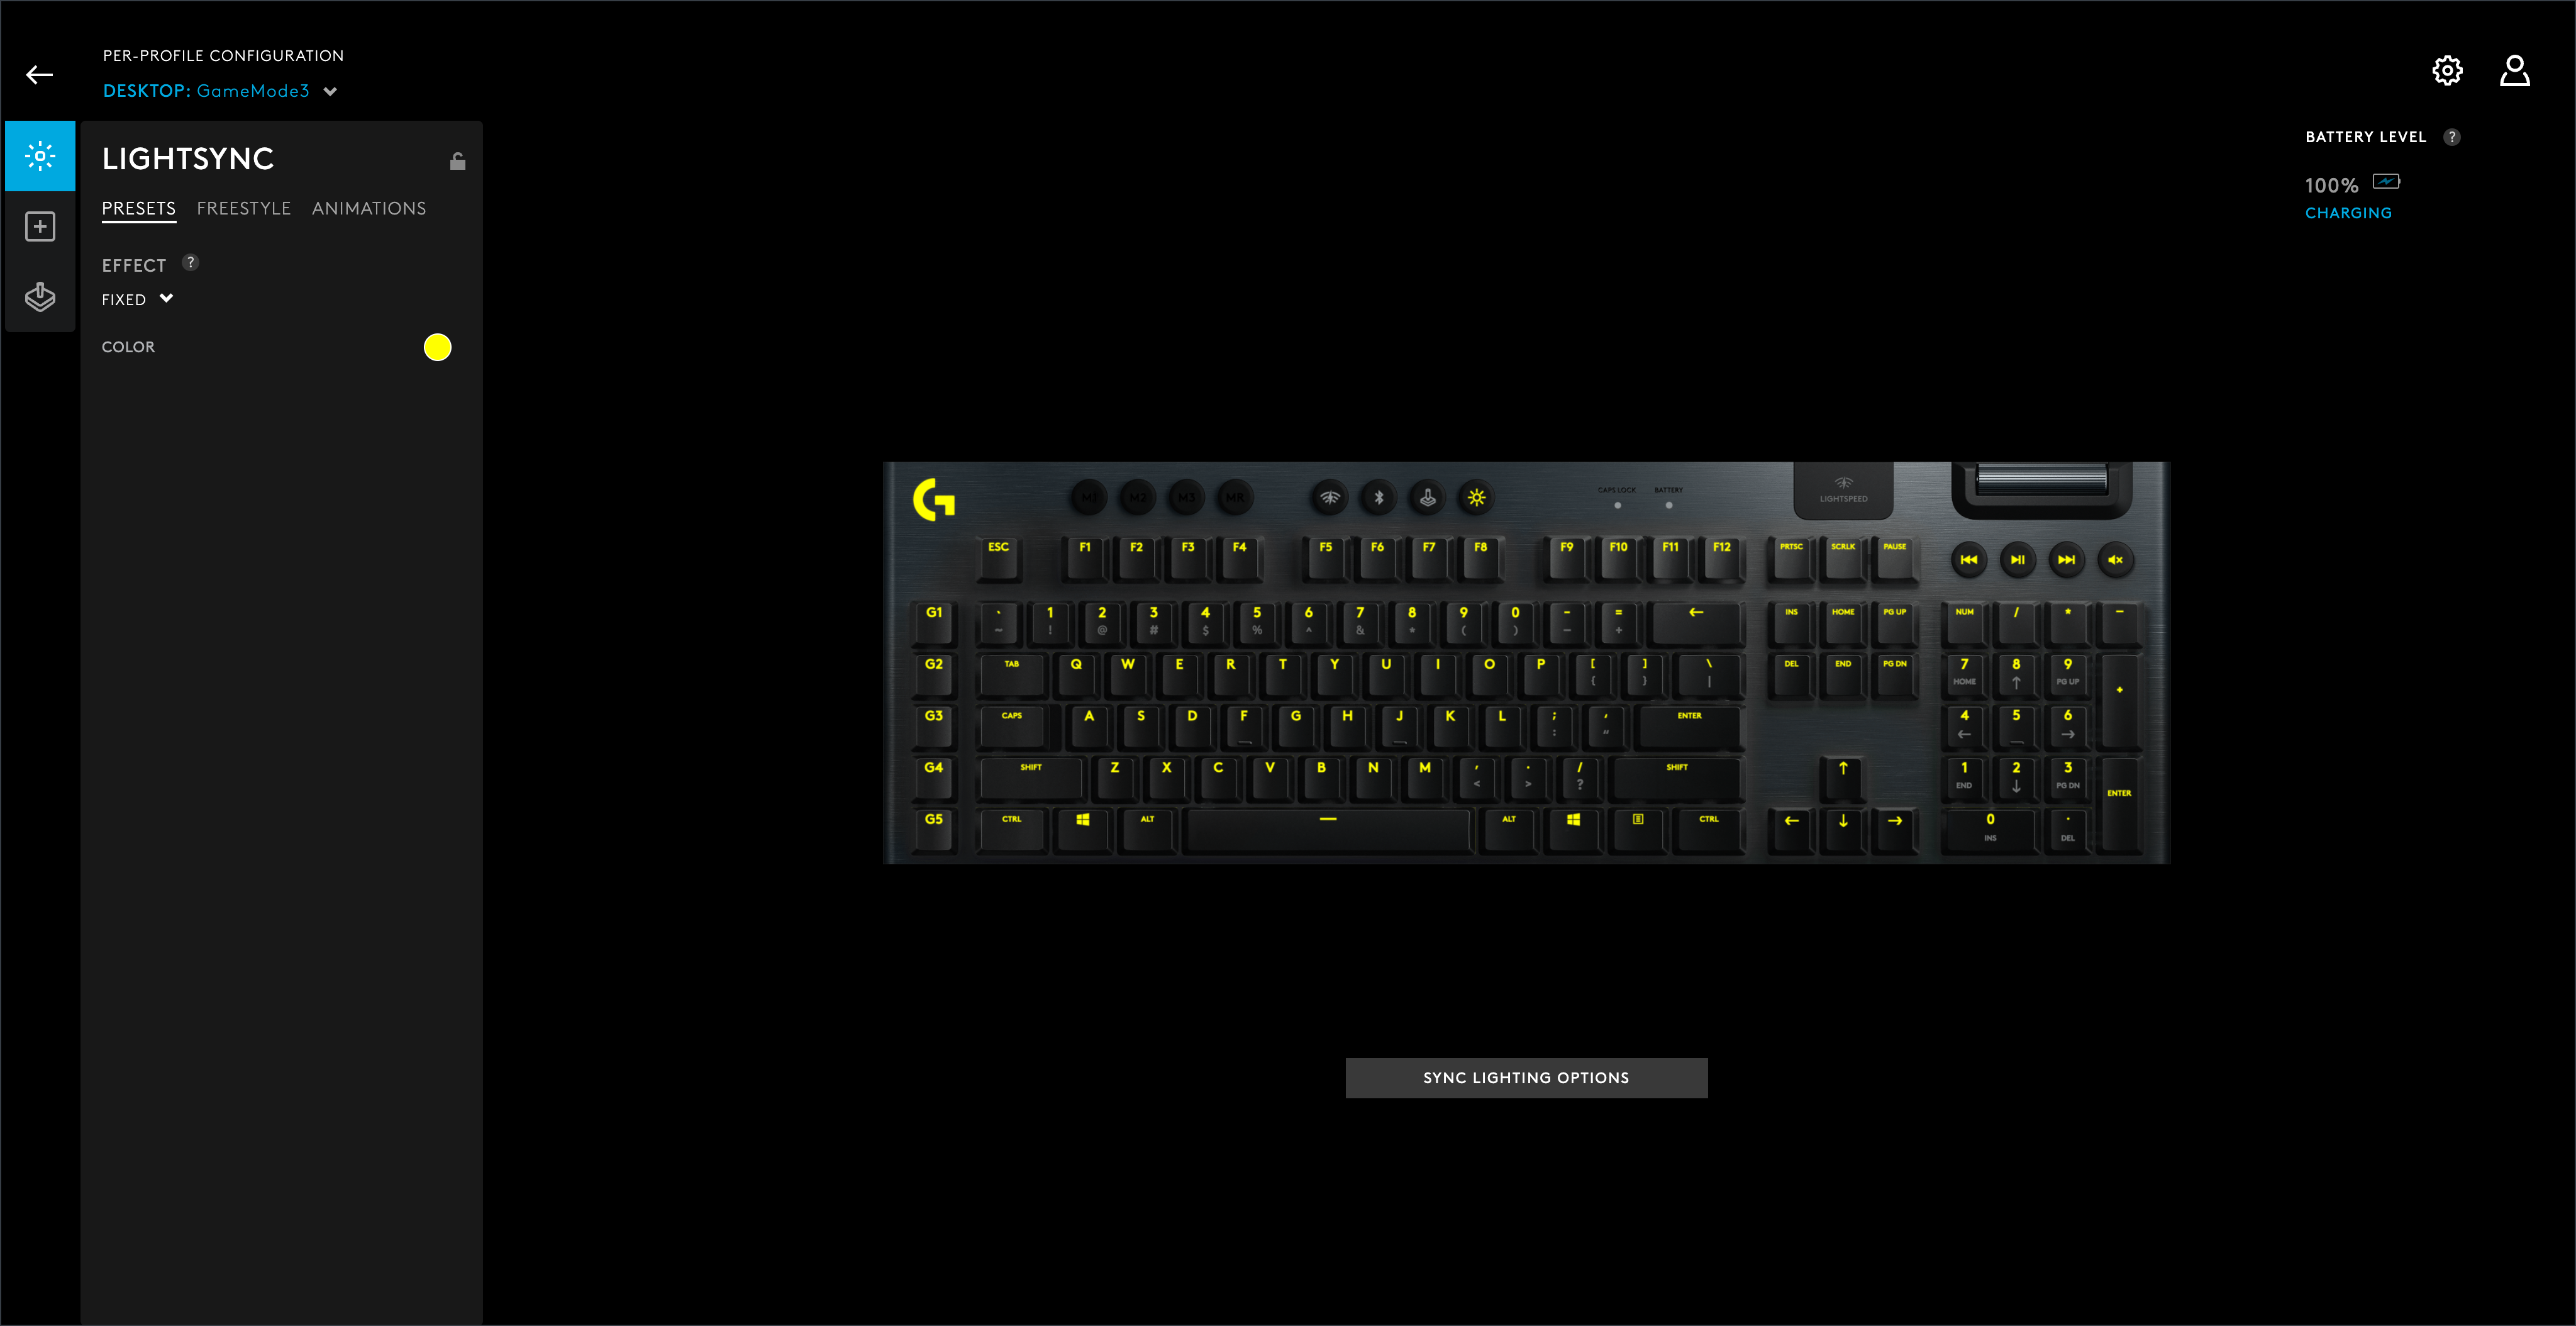 PER-PROFILE CONFIGURATION
DESKTOP: GameMode3
LIGHTSYNC
PRESETS FREESTYLE ANIMATIONS
EFFECT ?
FIXED
COLOR
BATTERY LEVEL ?
100%
CHARGING
M1 M2 M3 MR CAPS LOCK BATTERY LIGHTSPEED
ESC F1 F2 F3 F4 F5 F6 F7 F8 F9 F10 F11 F12 PRTSC SCRLK PAUSE
G1 ` 1 2 3 4 5 6 7 8 9 0 - = ← INS HOME PG UP NUM / * −
~ ! @ # $ % ^ & * ( ) _ +
G2 TAB Q W E R T Y U I O P [ ] \ DEL END PG DN 7 8 9
{ } | HOME ↑ PG UP +
G3 CAPS A S D F G H J K L ; ' ENTER 4 5 6
: " ← →
G4 SHIFT Z X C V B N M , . / SHIFT ↑ 1 2 3
< > ? END ↓ PG DN ENTER
G5 CTRL ALT ALT CTRL ← ↓ → 0 .
INS DEL
SYNC LIGHTING OPTIONS